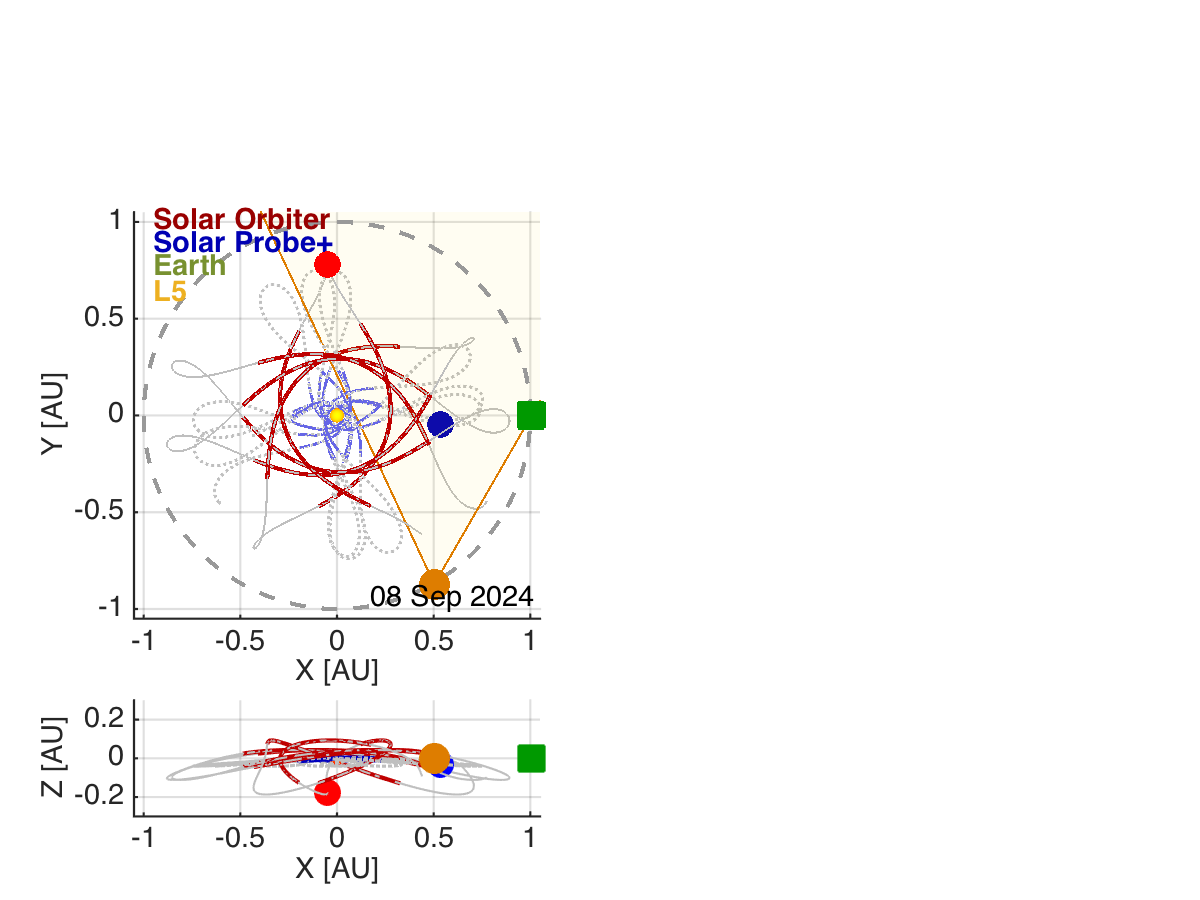 Solar Orbiter
Solar Probe+
Earth
L5
1
0.5
0
-0.5
-1
Y [AU]
08 Sep 2024
-1 -0.5 0 0.5 1
X [AU]
0.2
0
-0.2
Z [AU]
-1 -0.5 0 0.5 1
X [AU]